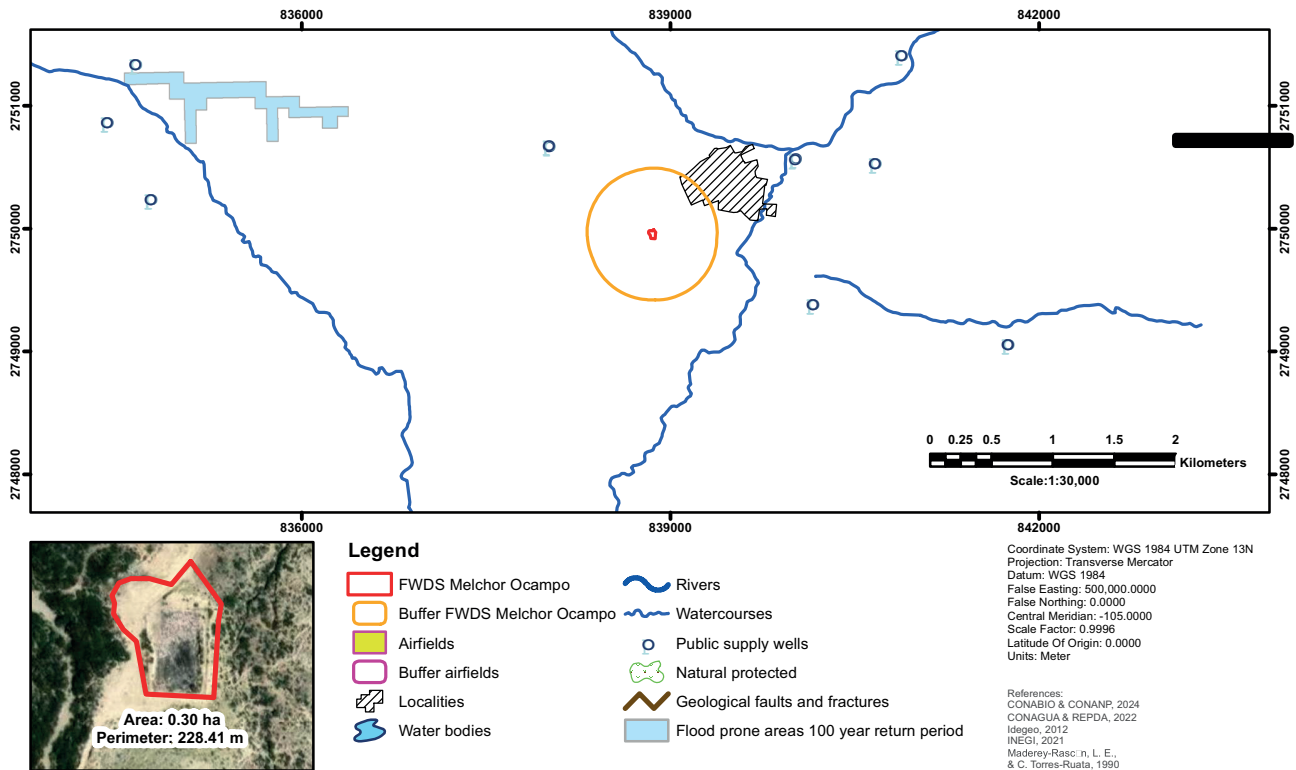 836000
839000
842000
2751000
2751000
2750000
2750000
2749000
2749000
2748000
2748000
0 0.25 0.5 1 1.5 2
Kilometers
Scale:1:30,000
836000
839000
842000
Area: 0.30 ha
Perimeter: 228.41 m
Legend
FWDS Melchor Ocampo
Buffer FWDS Melchor Ocampo
Airfields
Buffer airfields
Localities
Water bodies
Rivers
Watercourses
Public supply wells
Natural protected
Geological faults and fractures
Flood prone areas 100 year return period
Coordinate System: WGS 1984 UTM Zone 13N
Projection: Transverse Mercator
Datum: WGS 1984
False Easting: 500,000.0000
False Northing: 0.0000
Central Meridian: -105.0000
Scale Factor: 0.9996
Latitude Of Origin: 0.0000
Units: Meter
References:
CONABIO & CONANP, 2024
CONAGUA & REPDA, 2022
Idegeo, 2012
INEGI, 2021
Maderey-Rasc□n, L. E.,
& C. Torres-Ruata, 1990